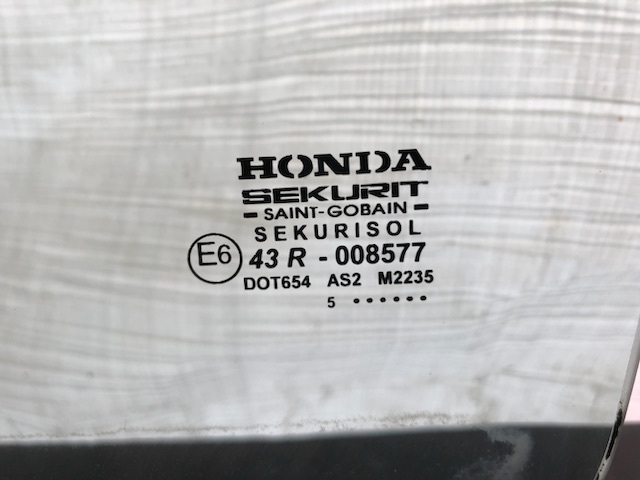 HONDA
SEKURIT
SAINT-GOBAIN
SEKURISOL
E6 43 R - 008577
DOT654 AS2 M2235
5 ••••••